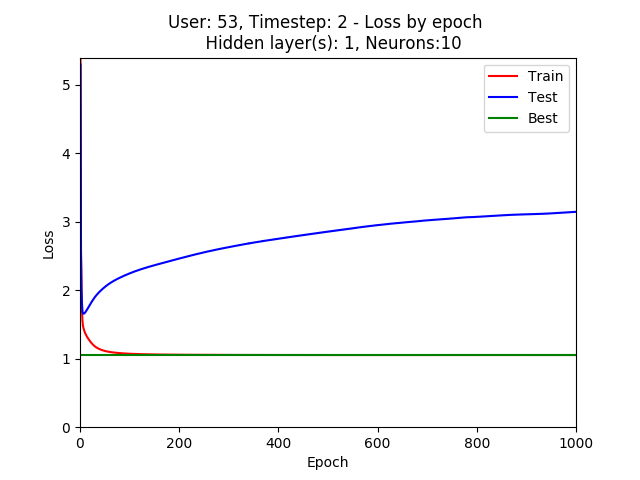 User: 53, Timestep: 2 - Loss by epoch
Hidden layer(s): 1, Neurons:10
5
4
3
2
1
0
Loss
Train
Test
Best
0
200
400
600
800
1000
Epoch